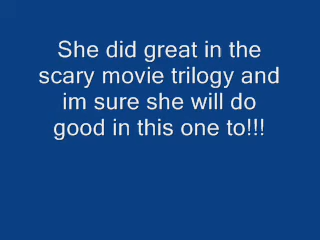 She did great in the
scary movie trilogy and
im sure she will do
good in this one to!!!